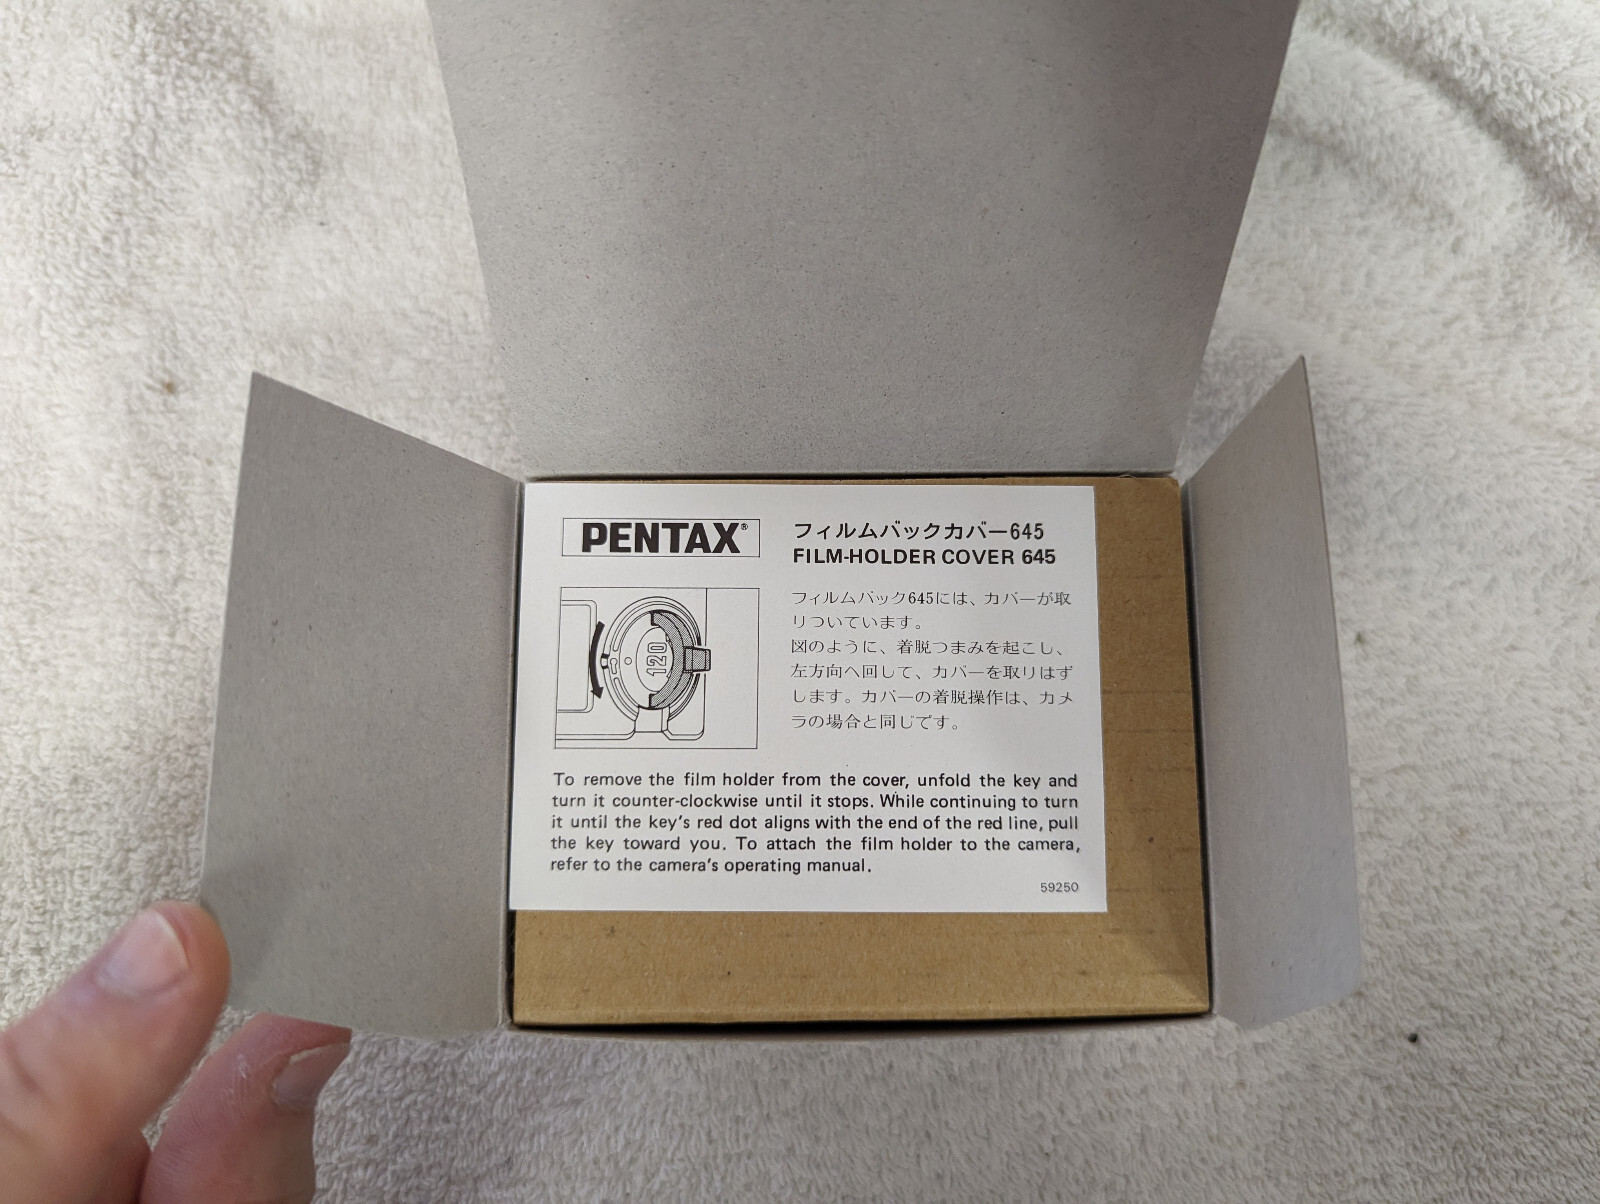 PENTAX®
フィルムバックカバー645
FILM-HOLDER COVER 645
フィルムバック645には、カバーが取
りついています。
図のように、着脱つまみを起こし、
左方向へ回して、カバーを取りはず
します。カバーの着脱操作は、カメ
ラの場合と同じです。
120
To remove the film holder from the cover, unfold the key and
turn it counter-clockwise until it stops. While continuing to turn
it until the key's red dot aligns with the end of the red line, pull
the key toward you. To attach the film holder to the camera,
refer to the camera's operating manual.
59250